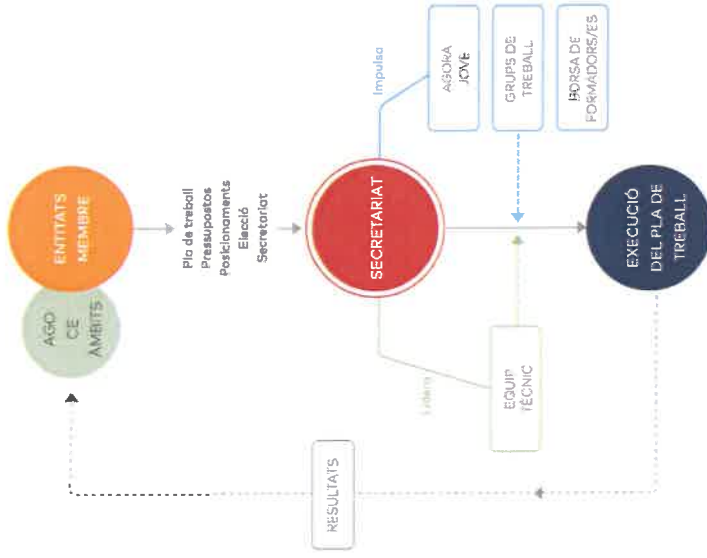 ENTITATS
MEMBRE
AGO
CE
ÀMBITS
Pla de treball
Pressupostos
Posicionaments
Elecció
Secretariat
SECRETARIAT
Impulsa
Lidera
AGORA
JOVE
GRUPS DE
TREBALL
BORSA DE
FORMADORS/ES
EQUIP
TÈCNIC
EXECUCIÓ
DEL PLA DE
TREBALL
RESULTATS